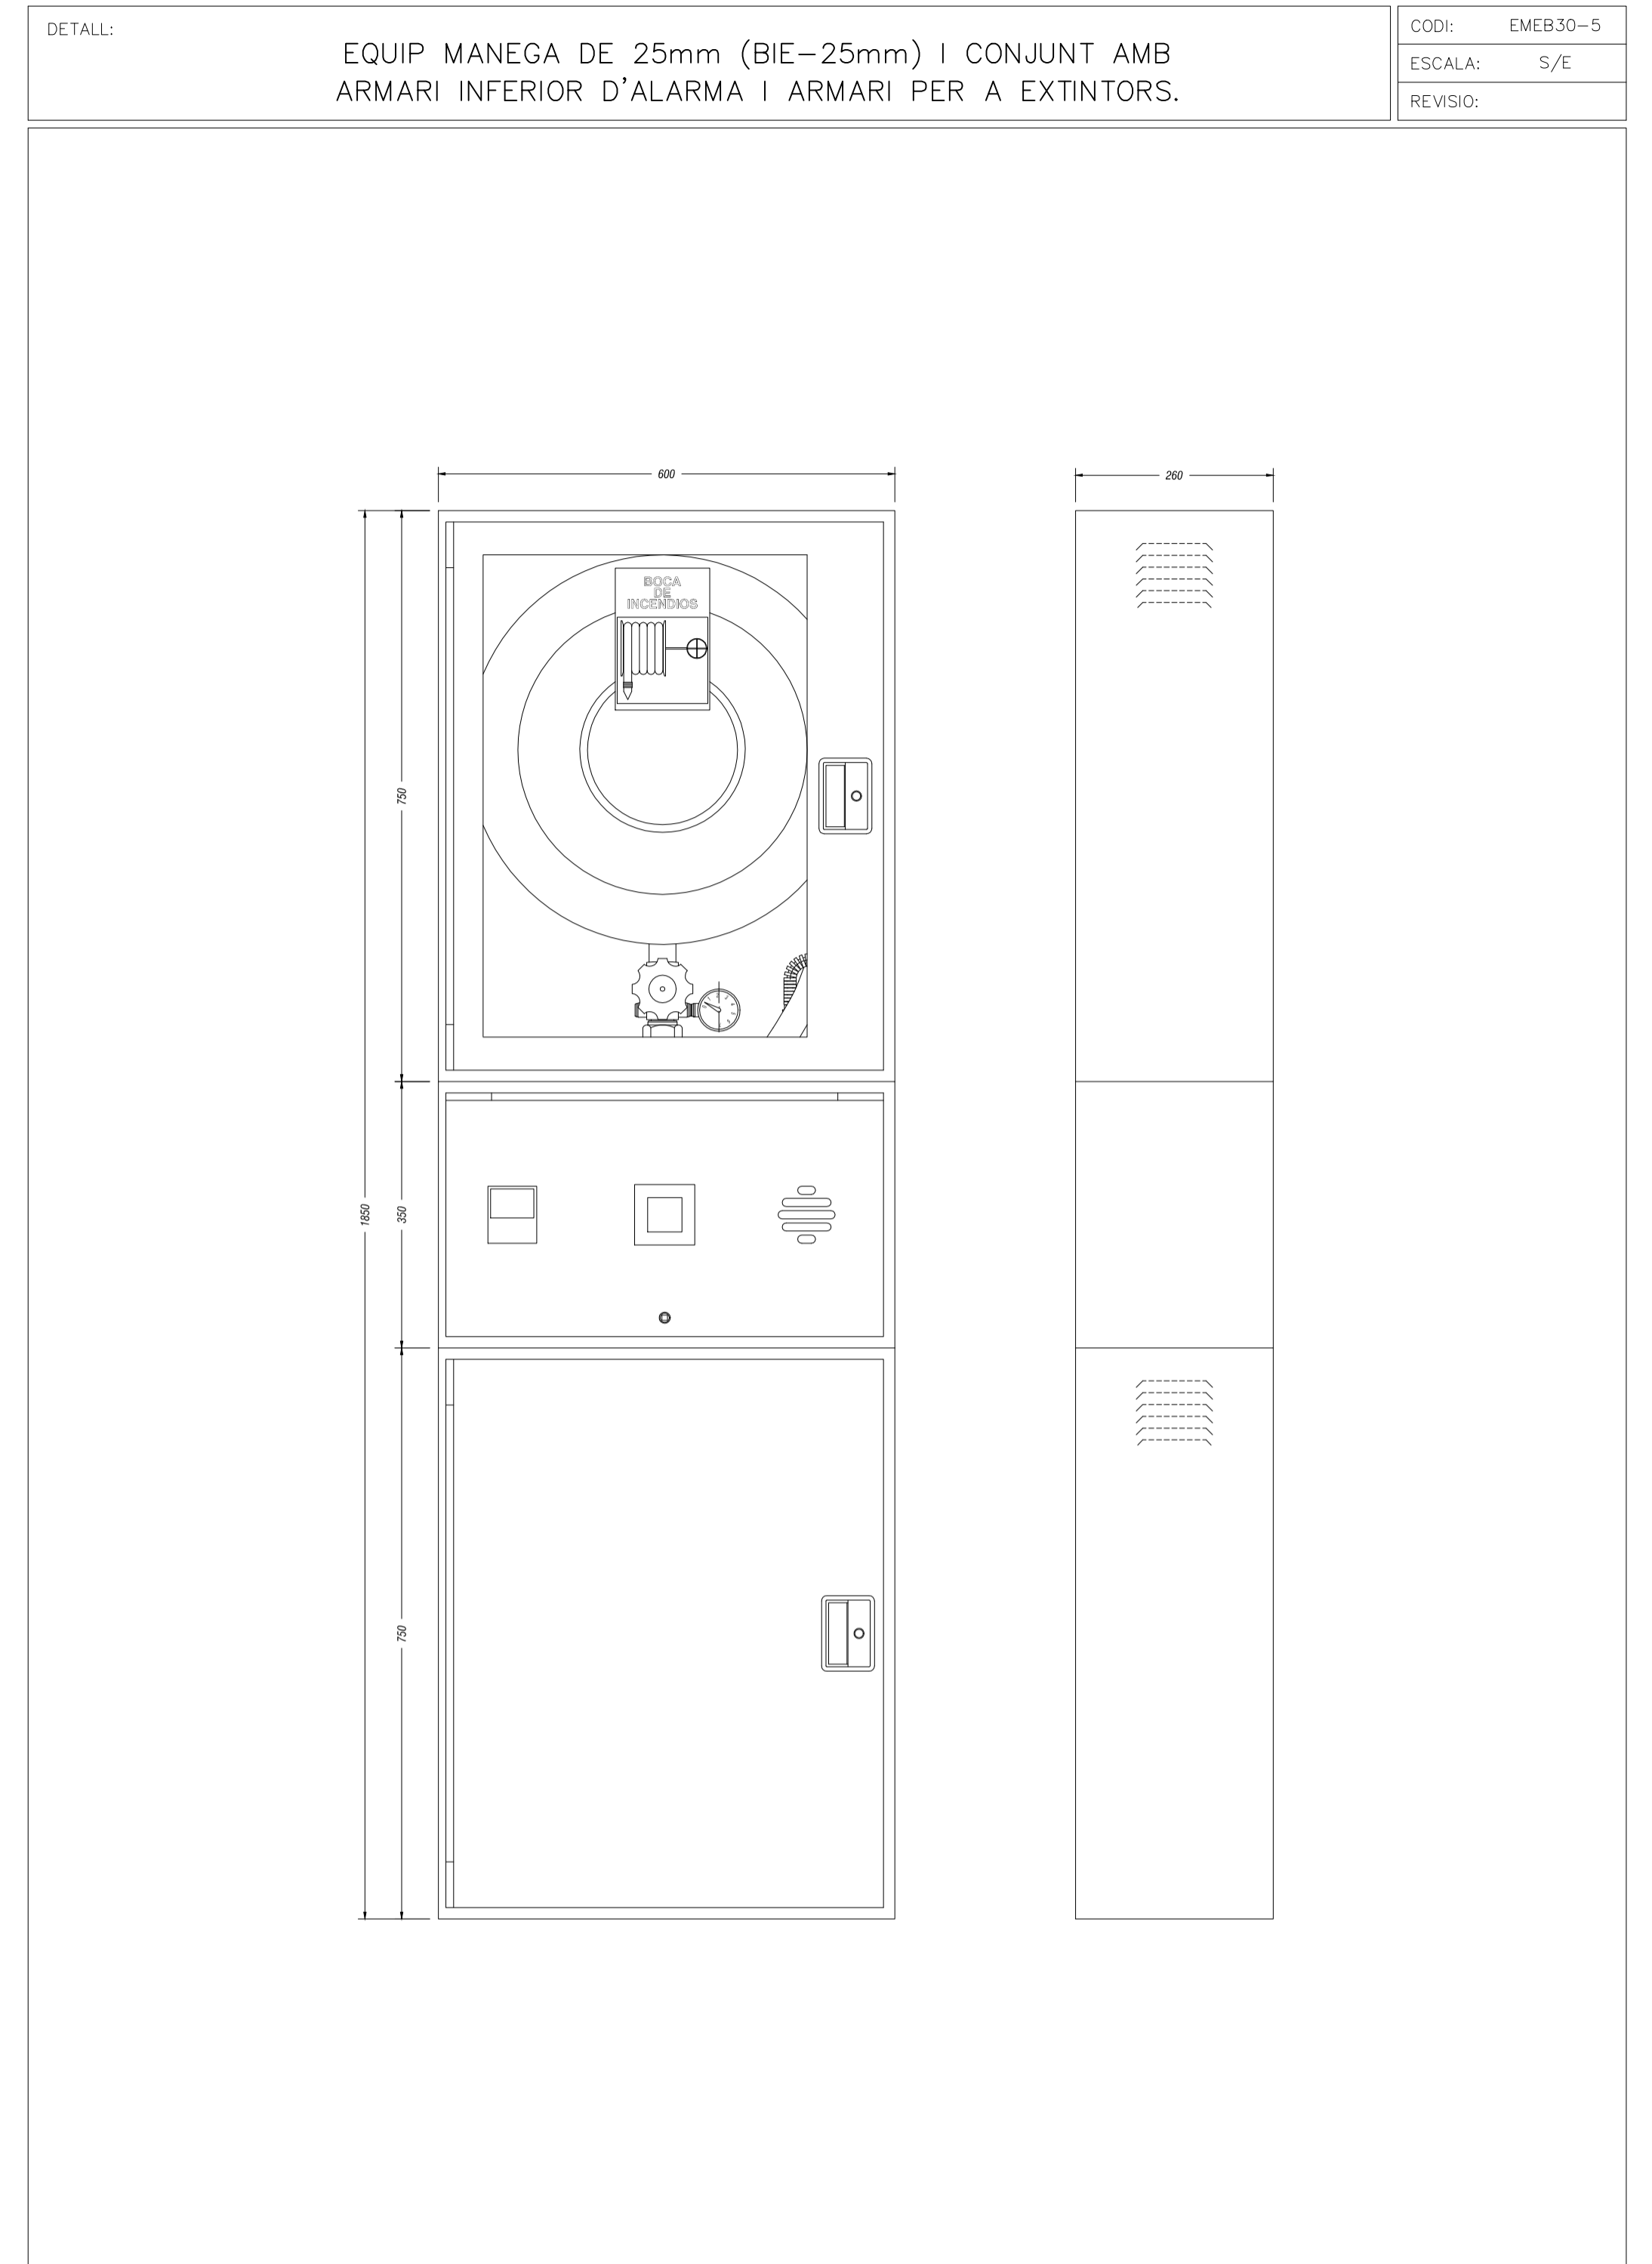 DETALL:
EQUIP MANEGA DE 25mm (BIE-25mm) I CONJUNT AMB
ARMARI INFERIOR D'ALARMA I ARMARI PER A EXTINTORS.
CODI: EMEB30-5
ESCALA: S/E
REVISIO:
600
260
BOCA
DE
INCENDIOS
750
1850
350
750